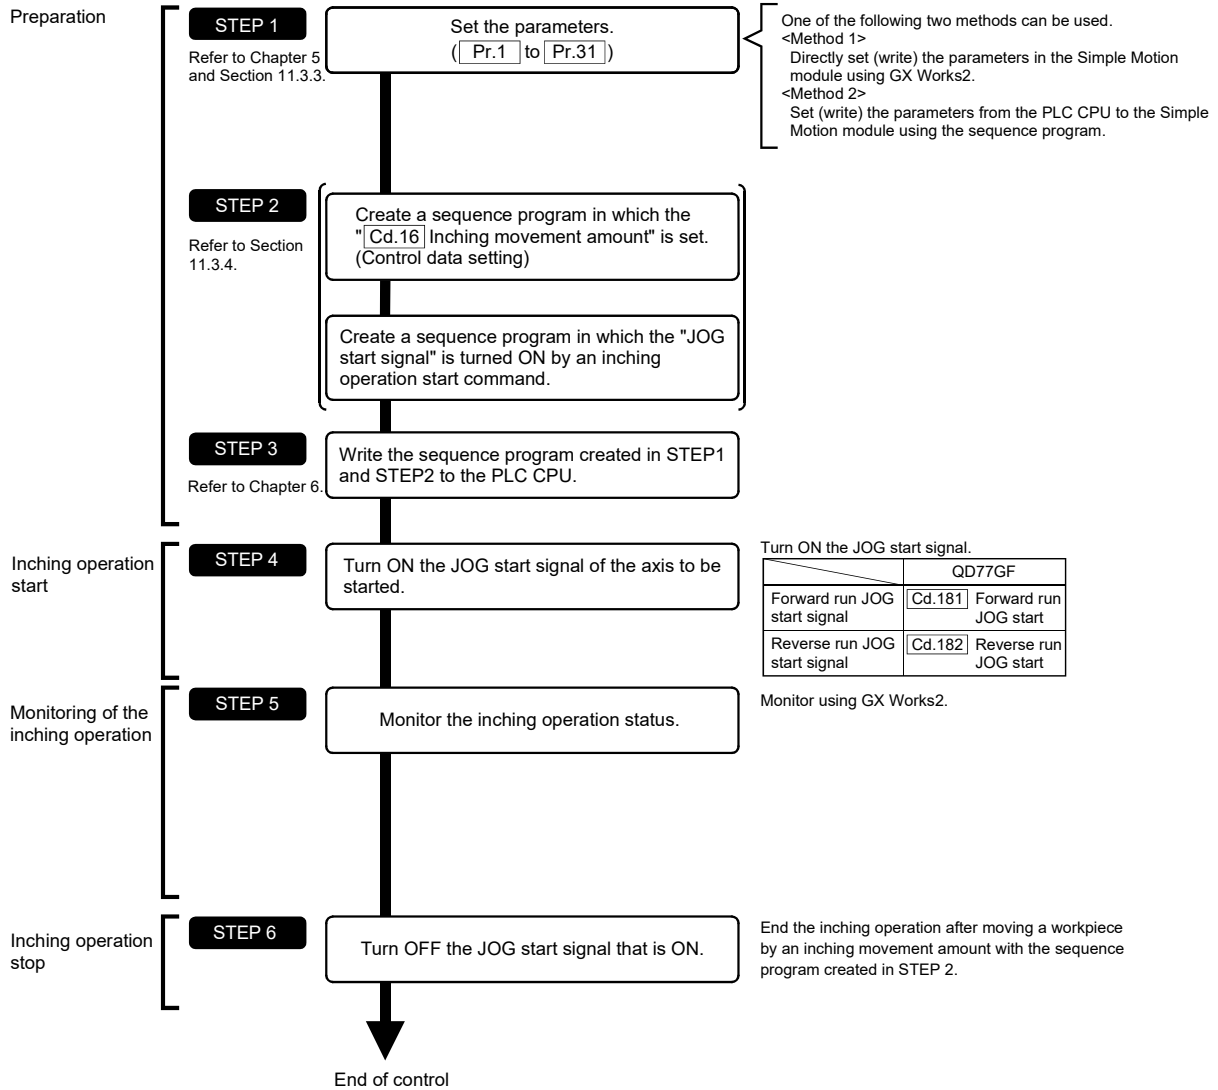 Preparation
STEP 1
Refer to Chapter 5
and Section 11.3.3.
Set the parameters.
( Pr.1 to Pr.31 )
One of the following two methods can be used.
<Method 1>
Directly set (write) the parameters in the Simple Motion
module using GX Works2.
<Method 2>
Set (write) the parameters from the PLC CPU to the Simple
Motion module using the sequence program.
STEP 2
Refer to Section
11.3.4.
Create a sequence program in which the
" Cd.16 Inching movement amount" is set.
(Control data setting)
Create a sequence program in which the "JOG
start signal" is turned ON by an inching
operation start command.
STEP 3
Refer to Chapter 6.
Write the sequence program created in STEP1
and STEP2 to the PLC CPU.
Inching operation
start
STEP 4
Turn ON the JOG start signal of the axis to be
started.
Turn ON the JOG start signal.
QD77GF
Forward run JOG
start signal
Cd.181 Forward run
JOG start
Reverse run JOG
start signal
Cd.182 Reverse run
JOG start
Monitoring of the
inching operation
STEP 5
Monitor the inching operation status.
Monitor using GX Works2.
Inching operation
stop
STEP 6
Turn OFF the JOG start signal that is ON.
End the inching operation after moving a workpiece
by an inching movement amount with the sequence
program created in STEP 2.
End of control